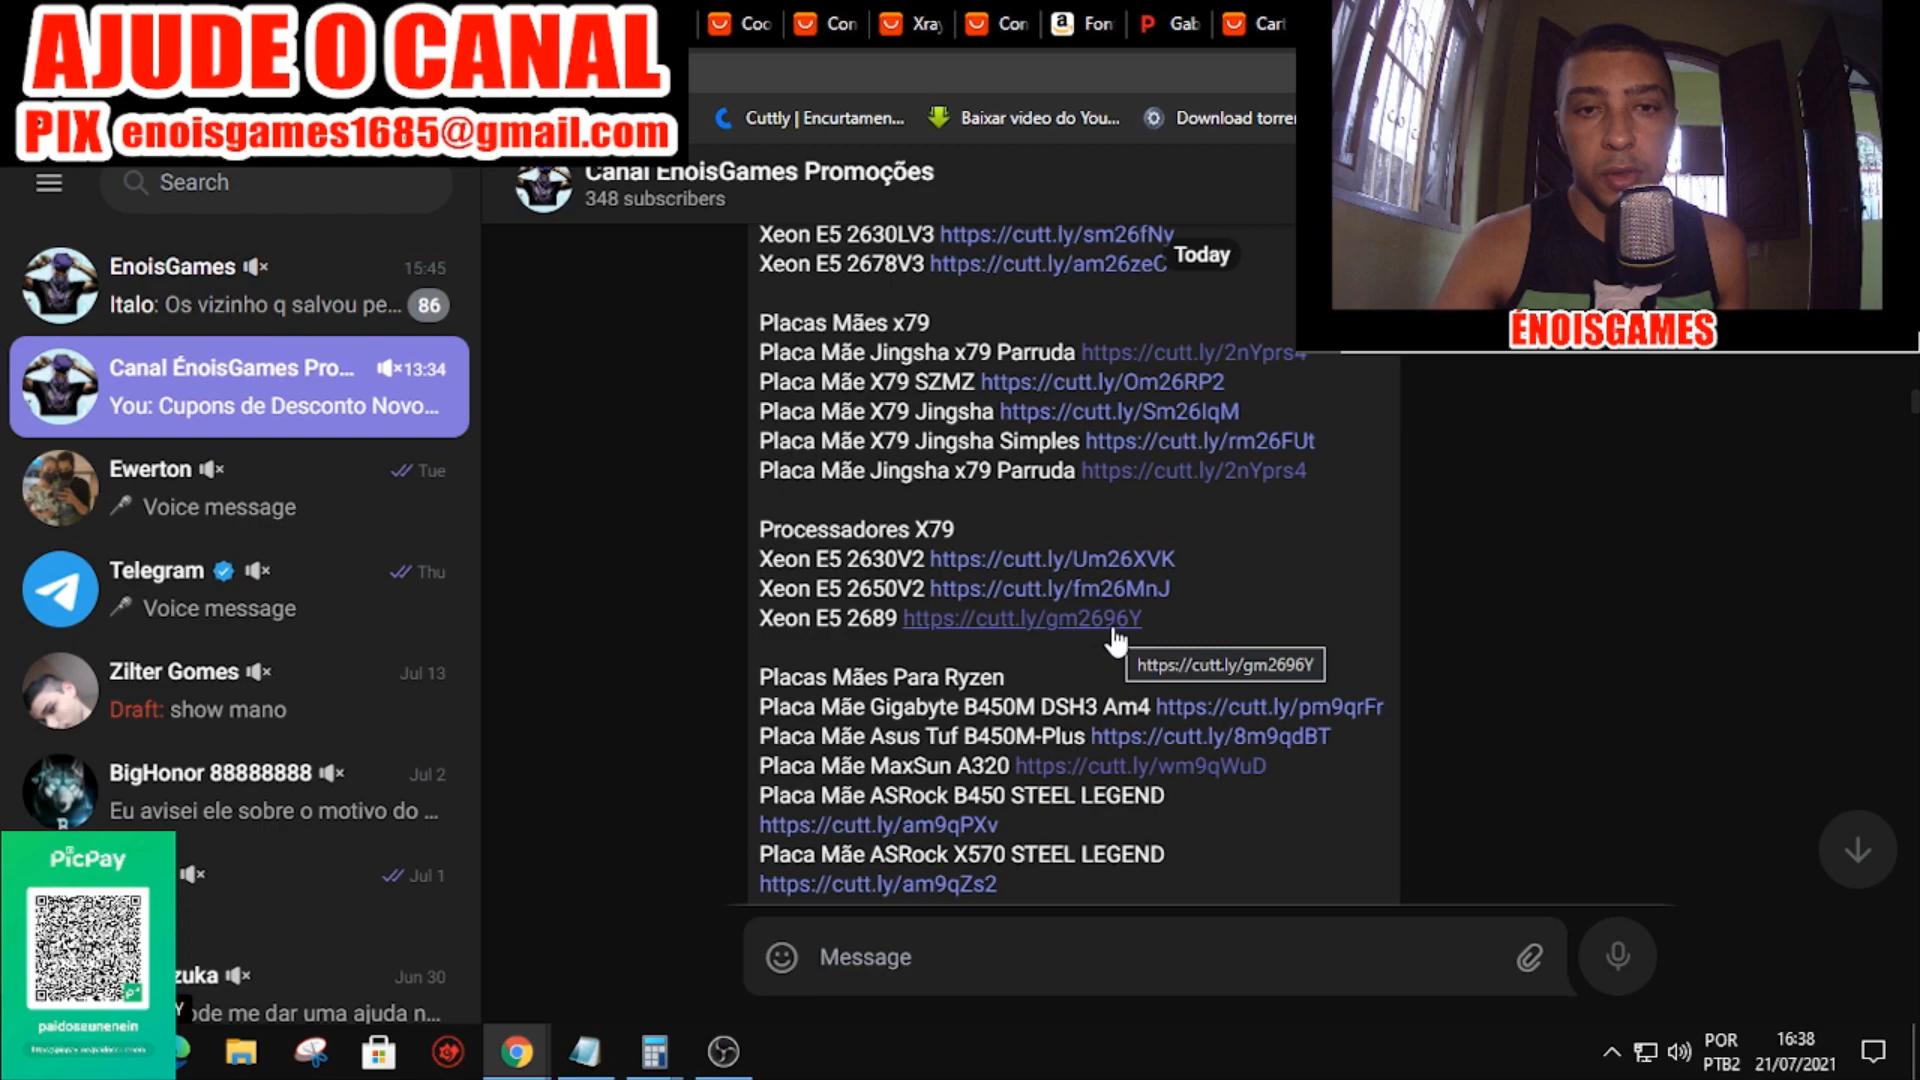 AJUDE O CANAL
PIX enoisgames1685@gmail.com
Coo
Con
Xray
Con
Fon
Gab
Cart
Cuttly | Encurtamen...
Baixar video do You...
Download torre
Search
Canal ÉnoisGames Promoções
348 subscribers
ÉNOISGAMES
EnoisGames
15:45
Italo: Os vizinho q salvou pe...
86
Canal ÉnoisGames Pro...
13:34
You: Cupons de Desconto Novo...
Ewerton
Tue
Voice message
Telegram
Thu
Voice message
Zilter Gomes
Jul 13
Draft: show mano
BigHonor 88888888
Jul 2
Eu avisei ele sobre o motivo do ...
Jul 1
zuka
Jun 30
ode me dar uma ajuda n...
PicPay
paidoseunenein
Xeon E5 2630LV3 https://cutt.ly/sm26fNy
Today
Xeon E5 2678V3 https://cutt.ly/am26zeC
Placas Mães x79
Placa Mãe Jingsha x79 Parruda https://cutt.ly/2nYprs4
Placa Mãe X79 SZMZ https://cutt.ly/Om26RP2
Placa Mãe X79 Jingsha https://cutt.ly/Sm26IqM
Placa Mãe X79 Jingsha Simples https://cutt.ly/rm26FUt
Placa Mãe Jingsha x79 Parruda https://cutt.ly/2nYprs4
Processadores X79
Xeon E5 2630V2 https://cutt.ly/Um26XVK
Xeon E5 2650V2 https://cutt.ly/fm26MnJ
Xeon E5 2689 https://cutt.ly/gm2696Y
https://cutt.ly/gm2696Y
Placas Mães Para Ryzen
Placa Mãe Gigabyte B450M DSH3 Am4 https://cutt.ly/pm9qrFr
Placa Mãe Asus Tuf B450M-Plus https://cutt.ly/8m9qdBT
Placa Mãe MaxSun A320 https://cutt.ly/wm9qWuD
Placa Mãe ASRock B450 STEEL LEGEND
https://cutt.ly/am9qPXv
Placa Mãe ASRock X570 STEEL LEGEND
https://cutt.ly/am9qZs2
Message
POR
PTB2
16:38
21/07/2021